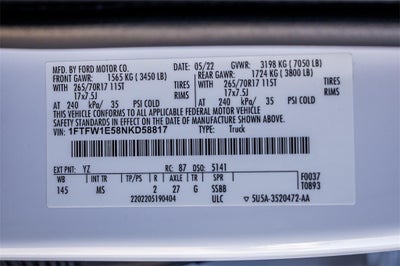 MFD. BY FORD MOTOR CO. 05/22 GVWR: 3198 KG ( 7050 LB)
FRONT GAWR: 1565 KG ( 3450 LB) REAR GAWR: 1724 KG ( 3800 LB)
WITH WITH
265/70R17 115T TIRES 265/70R17 115T TIRES
17x7.5J RIMS 17x7.5J RIMS
AT 240 kPa/ 35 PSI COLD AT 240 kPa/ 35 PSI COLD
THIS VEHICLE CONFORMS TO ALL APPLICABLE FEDERAL MOTOR VEHICLE SAFETY AND THEFT PREVENTION STANDARDS IN EFFECT ON THE DATE OF MANUFACTURE SHOWN ABOVE.
VIN: 1FTFW1E58NKD58817 TYPE: Truck
EXT PNT: YZ RC: 87 DSO: 5141
WB INT TR TP/PS R AXLE TR SPR F0037
145 MS 2 27 G SSBB T0893
2202205190404 ULC 5U5A-3520472-AA